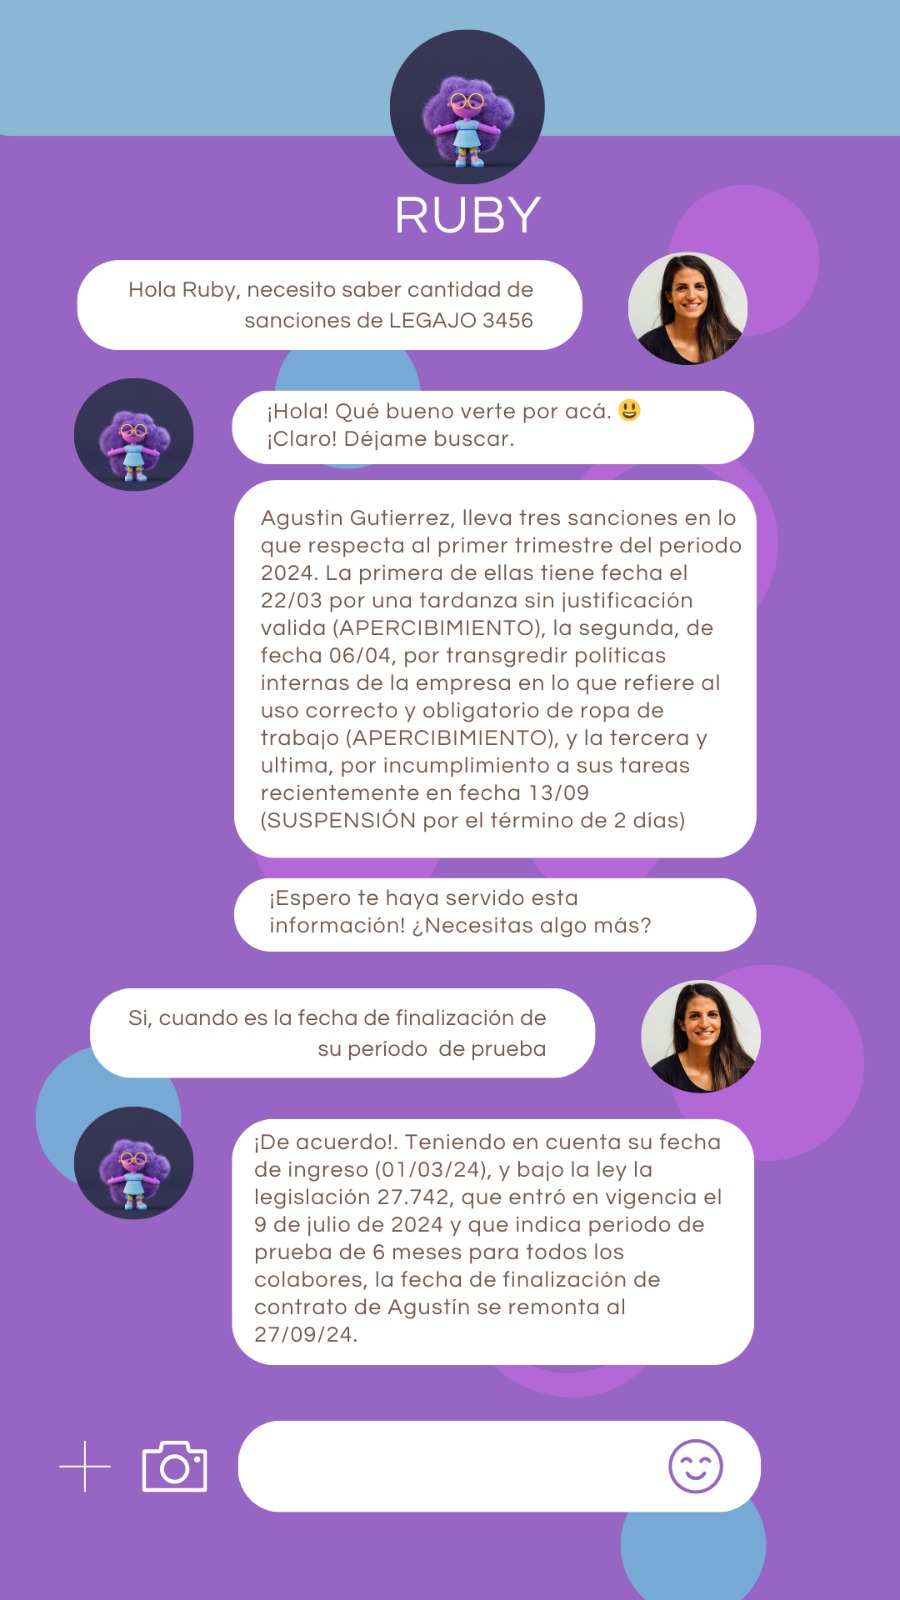 RUBY
Hola Ruby, necesito saber cantidad de
sanciones de LEGAJO 3456
¡Hola! Qué bueno verte por acá. 😃
¡Claro! Déjame buscar.
Agustin Gutierrez, lleva tres sanciones en lo
que respecta al primer trimestre del periodo
2024. La primera de ellas tiene fecha el
22/03 por una tardanza sin justificación
valida (APERCIBIMIENTO), la segunda, de
fecha 06/04, por transgredir políticas
internas de la empresa en lo que refiere al
uso correcto y obligatorio de ropa de
trabajo (APERCIBIMIENTO), y la tercera y
ultima, por incumplimiento a sus tareas
recientemente en fecha 13/09
(SUSPENSIÓN por el término de 2 días)
¡Espero te haya servido esta
información! ¿Necesitas algo más?
Si, cuando es la fecha de finalización de
su período  de prueba
¡De acuerdo!. Teniendo en cuenta su fecha
de ingreso (01/03/24), y bajo la ley la
legislación 27.742, que entró en vigencia el
9 de julio de 2024 y que indica periodo de
prueba de 6 meses para todos los
colabores, la fecha de finalización de
contrato de Agustín se remonta al
27/09/24.